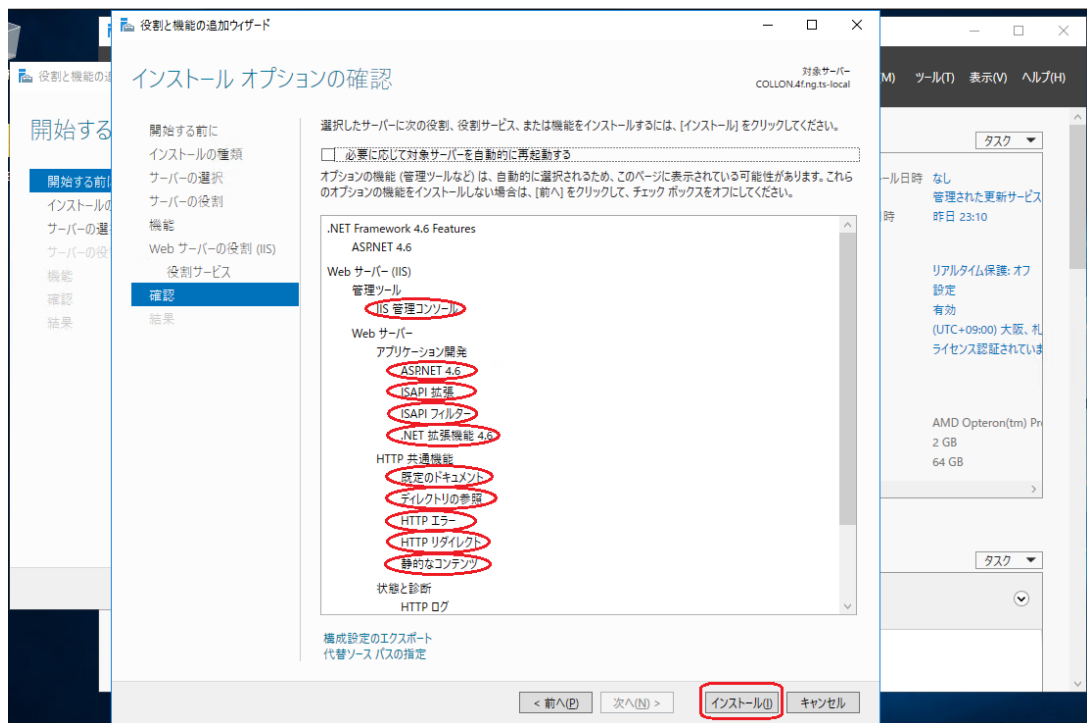 役割と機能の追加ウィザード
インストール オプションの確認
対象サーバー
COLLON.4f.ng.ts-local
開始する前に
インストールの種類
サーバーの選択
サーバーの役割
機能
Web サーバーの役割 (IIS)
役割サービス
確認
結果
選択したサーバーに次の役割、役割サービス、または機能をインストールするには、[インストール] をクリックしてください。
必要に応じて対象サーバーを自動的に再起動する
オプションの機能 (管理ツールなど) は、自動的に選択されるため、このページに表示されている可能性があります。これら
のオプションの機能をインストールしない場合は、[前へ] をクリックして、チェック ボックスをオフにしてください。
.NET Framework 4.6 Features
ASP.NET 4.6
Web サーバー (IIS)
管理ツール
IIS 管理コンソール
Web サーバー
アプリケーション開発
ASP.NET 4.6
ISAPI 拡張
ISAPI フィルター
.NET 拡張機能 4.6
HTTP 共通機能
既定のドキュメント
ディレクトリの参照
HTTP エラー
HTTP リダイレクト
静的なコンテンツ
状態と診断
HTTP ログ
構成設定のエクスポート
代替ソース パスの指定
< 前へ(P)
次へ(N) >
インストール(I)
キャンセル
役割と機能の追
開始する
開始する前に
インストールの
サーバーの選
サーバーの役
機能
確認
結果
(M) ツール(T) 表示(V) ヘルプ(H)
タスク
ール日時 なし
管理された更新サービス
時 昨日 23:10
リアルタイム保護: オフ
設定
有効
(UTC+09:00) 大阪、札
ライセンス認証されていま
AMD Opteron(tm) Pr
2 GB
64 GB
タスク